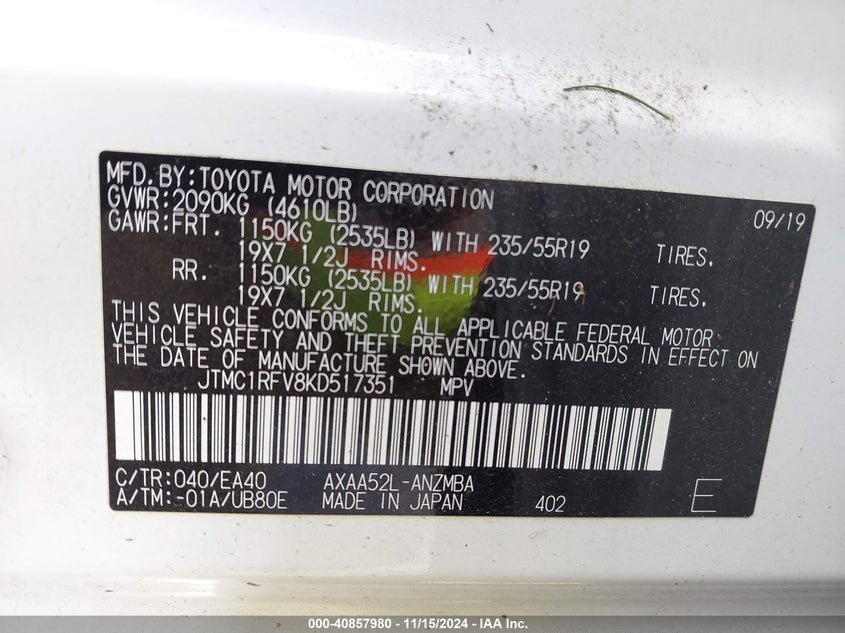 MFD.BY:TOYOTA MOTOR CORPORATION
09/19
GVWR:2090KG (4610LB)
GAWR:FRT. 1150KG (2535LB) WITH 235/55R19 TIRES,
19X7 1/2J RIMS.
RR. 1150KG (2535LB) WITH 235/55R19 TIRES,
19X7 1/2J RIMS.
THIS VEHICLE CONFORMS TO ALL APPLICABLE FEDERAL MOTOR
VEHICLE SAFETY AND THEFT PREVENTION STANDARDS IN EFFECT ON
THE DATE OF MANUFACTURE SHOWN ABOVE.
JTMC1RFV8KD517351 MPV
C/TR:040/EA40 AXAA52L-ANZMBA
A/TM:-01A/UB80E MADE IN JAPAN 402 E
000-40857980 - 11/15/2024 - IAA Inc.